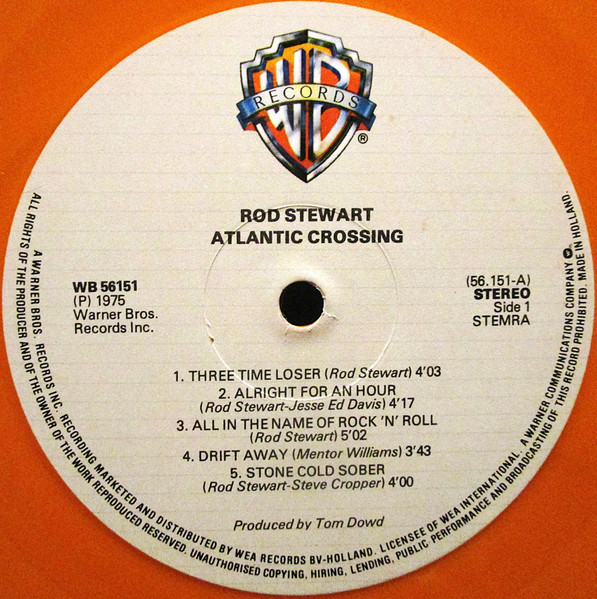 WB
RECORDS
®
ROD STEWART
ATLANTIC CROSSING
WB 56151
(P) 1975
Warner Bros.
Records Inc.
(56.151-A)
STEREO
Side 1
STEMRA
1. THREE TIME LOSER (Rod Stewart) 4'03
2. ALRIGHT FOR AN HOUR
(Rod Stewart-Jesse Ed Davis) 4'17
3. ALL IN THE NAME OF ROCK 'N' ROLL
(Rod Stewart) 5'02
4. DRIFT AWAY (Mentor Williams) 3'43
5. STONE COLD SOBER
(Rod Stewart-Steve Cropper) 4'00
Produced by Tom Dowd
A WARNER BROS. RECORDS INC. RECORDING MARKETED AND DISTRIBUTED BY WEA RECORDS BV-HOLLAND. LICENSEE OF WEA INTERNATIONAL. A WARNER COMMUNICATIONS COMPANY
ALL RIGHTS OF THE PRODUCER AND OF THE OWNER OF THE WORK REPRODUCED RESERVED. UNAUTHORISED COPYING, HIRING, LENDING, PUBLIC PERFORMANCE AND BROADCASTING OF THIS RECORD PROHIBITED. MADE IN HOLLAND.